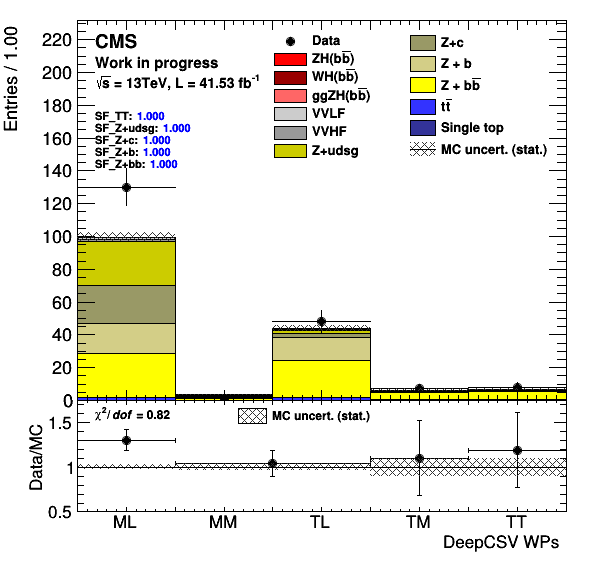 Entries / 1.00
220
200
180
160
140
120
100
80
60
40
20
0
CMS
Work in progress
√s = 13TeV, L = 41.53 fb⁻¹
SF_TT: 1.000
SF_Z+udsg: 1.000
SF_Z+c: 1.000
SF_Z+b: 1.000
SF_Z+bb: 1.000
Data
ZH(bb̅)
WH(bb̅)
ggZH(bb̅)
VVLF
VVHF
Z+udsg
Z+c
Z + b
Z + bb̅
tt̅
Single top
MC uncert. (stat.)
Data/MC
1.5
1
0.5
χ²/dof = 0.82
MC uncert. (stat.)
ML MM TL TM TT
DeepCSV WPs